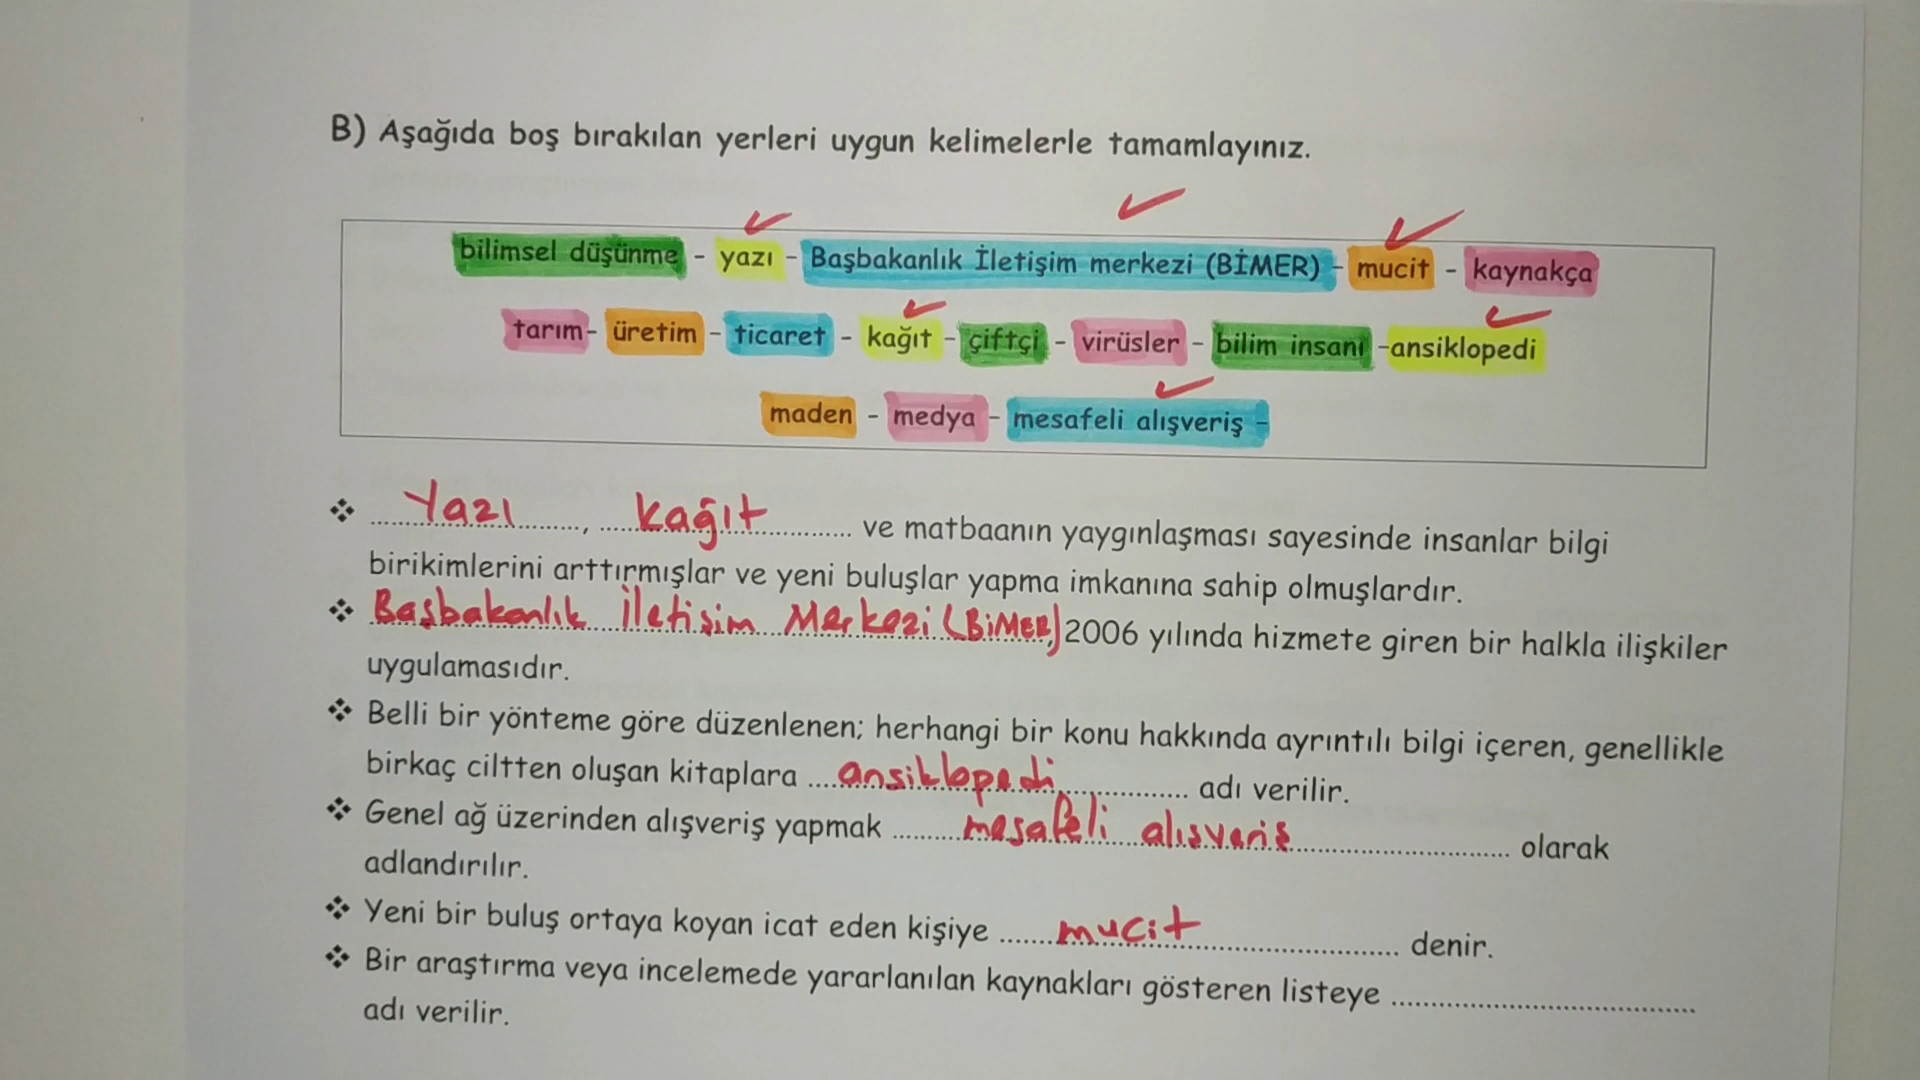 B) Aşağıda boş bırakılan yerleri uygun kelimelerle tamamlayınız.
bilimsel düşünme - yazı - Başbakanlık İletişim merkezi (BİMER) - mucit - kaynakça
tarım- üretim - ticaret - kağıt - çiftçi - virüsler - bilim insanı -ansiklopedi
maden - medya - mesafeli alışveriş -
❖ ......Yazı.........., .....kağıt............ ve matbaanın yaygınlaşması sayesinde insanlar bilgi
birikimlerini arttırmışlar ve yeni buluşlar yapma imkanına sahip olmuşlardır.
❖ Başbakanlık İletişim Merkezi (BİMER) 2006 yılında hizmete giren bir halkla ilişkiler
uygulamasıdır.
❖ Belli bir yönteme göre düzenlenen; herhangi bir konu hakkında ayrıntılı bilgi içeren, genellikle
birkaç ciltten oluşan kitaplara ...ansiklopedi............... adı verilir.
❖ Genel ağ üzerinden alışveriş yapmak .........mesafeli alışveriş........................ olarak
adlandırılır.
❖ Yeni bir buluş ortaya koyan icat eden kişiye .......mucit......................... denir.
❖ Bir araştırma veya incelemede yararlanılan kaynakları gösteren listeye .......................................
adı verilir.